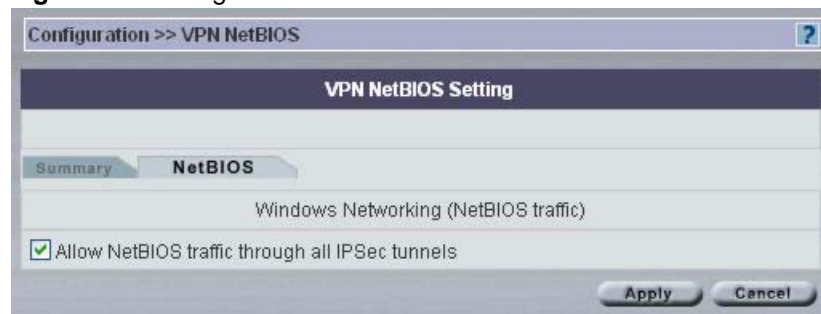 Configuration >> VPN NetBIOS ?
VPN NetBIOS Setting
Summary NetBIOS
Windows Networking (NetBIOS traffic)
Allow NetBIOS traffic through all IPSec tunnels
Apply Cancel